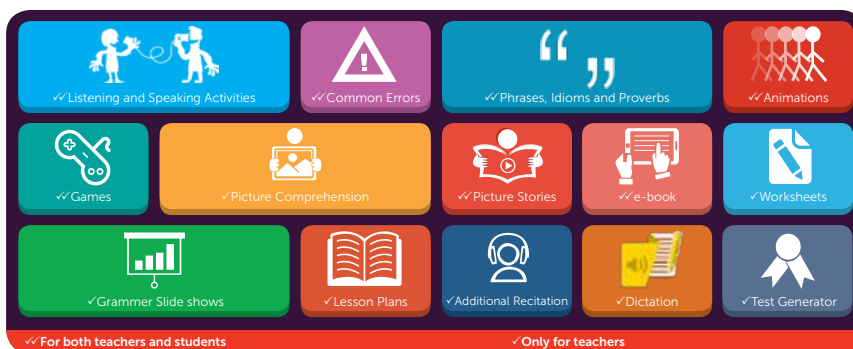 ✓✓Listening and Speaking Activities
✓✓Common Errors
✓✓Phrases, Idioms and Proverbs
✓✓Animations
✓✓Games
✓Picture Comprehension
✓✓Picture Stories
✓✓e-book
✓Worksheets
✓Grammer Slide shows
✓Lesson Plans
✓Additional Recitation
✓Dictation
✓Test Generator
✓✓For both teachers and students
✓Only for teachers